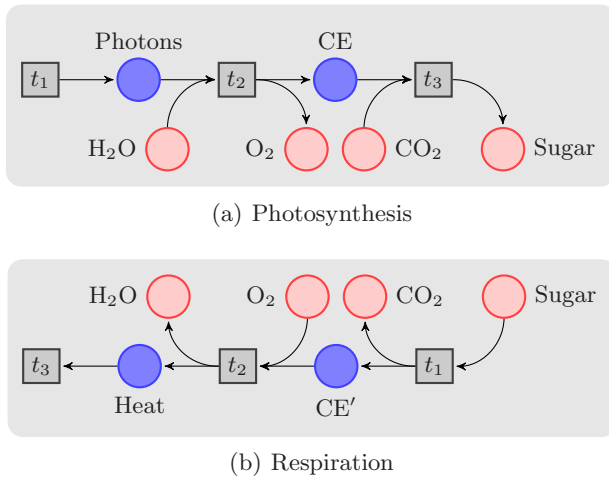 Photons CE
t₁ t₂ t₃
H₂O O₂ CO₂ Sugar
(a) Photosynthesis
H₂O O₂ CO₂ Sugar
t₃ t₂ t₁
Heat CE′
(b) Respiration